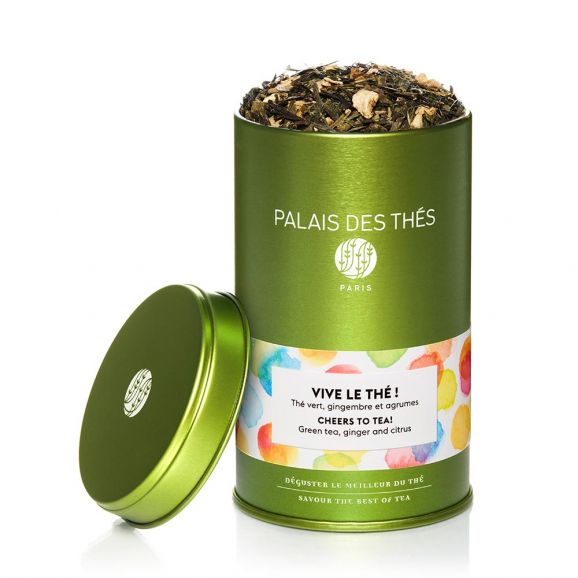 PALAIS DES THÉS
PARIS
VIVE LE THÉ !
Thé vert, gingembre et agrumes
CHEERS TO TEA!
Green tea, ginger and citrus
DÉGUSTER LE MEILLEUR DU THÉ
SAVOUR THE BEST OF TEA